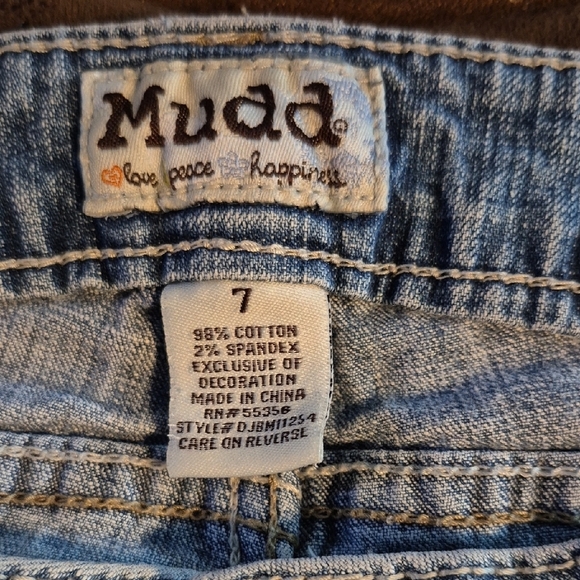 Mudd®
love peace happiness
7
98% COTTON
2% SPANDEX
EXCLUSIVE OF
DECORATION
MADE IN CHINA
RN# 55356
STYLE# DJBM11254
CARE ON REVERSE